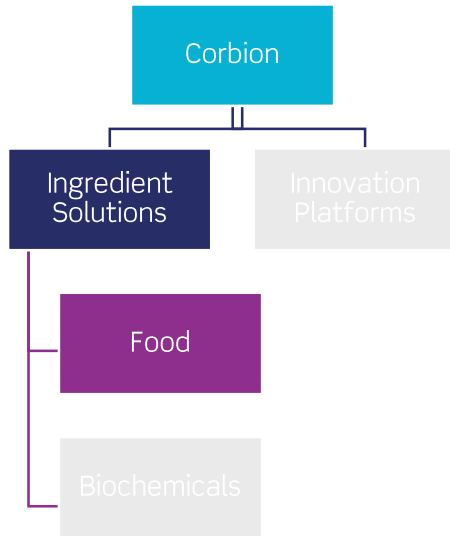 Corbion
Ingredient
Solutions
Innovation
Platforms
Food
Biochemicals